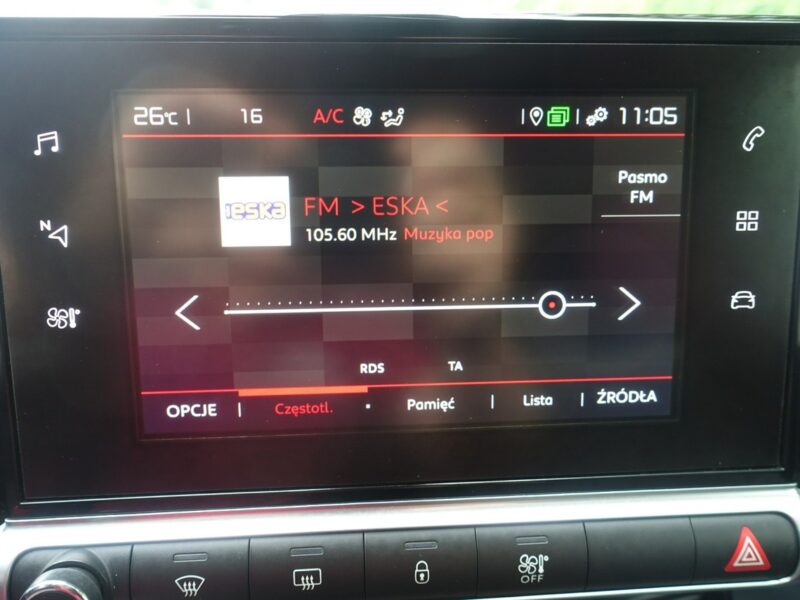 26°C | 16 A/C 11:05
N
eska
FM > ESKA <
105.60 MHz Muzyka pop
Pasmo
FM
RDS TA
OPCJE | Częstotl. Pamięć | Lista | ŹRÓDŁA
OFF